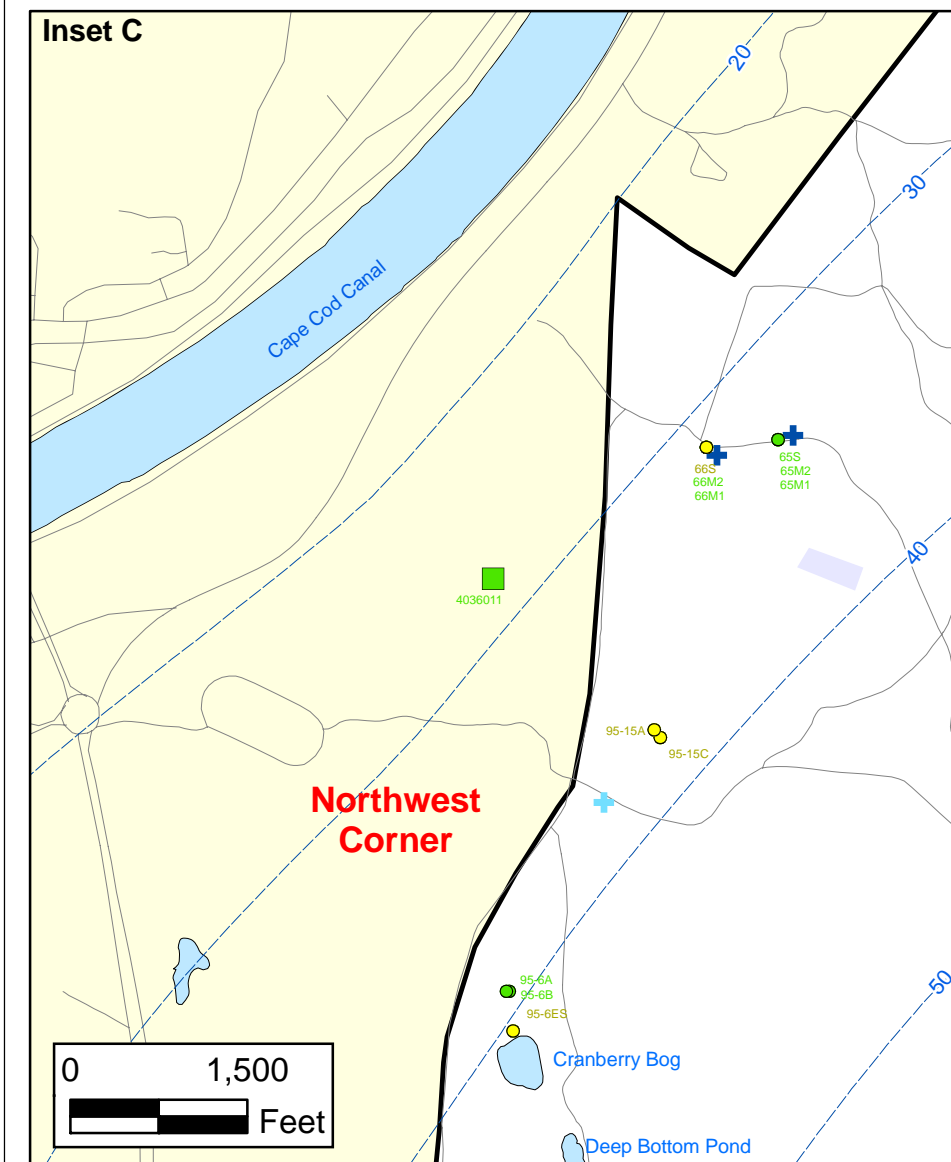 Inset C
20
30
Cape Cod Canal
66S
66M2
66M1
65S
65M2
65M1
40
4036011
95-15A
95-15C
Northwest
Corner
95-6A
95-6B
95-6ES
50
Cranberry Bog
Deep Bottom Pond
0 1,500
Feet